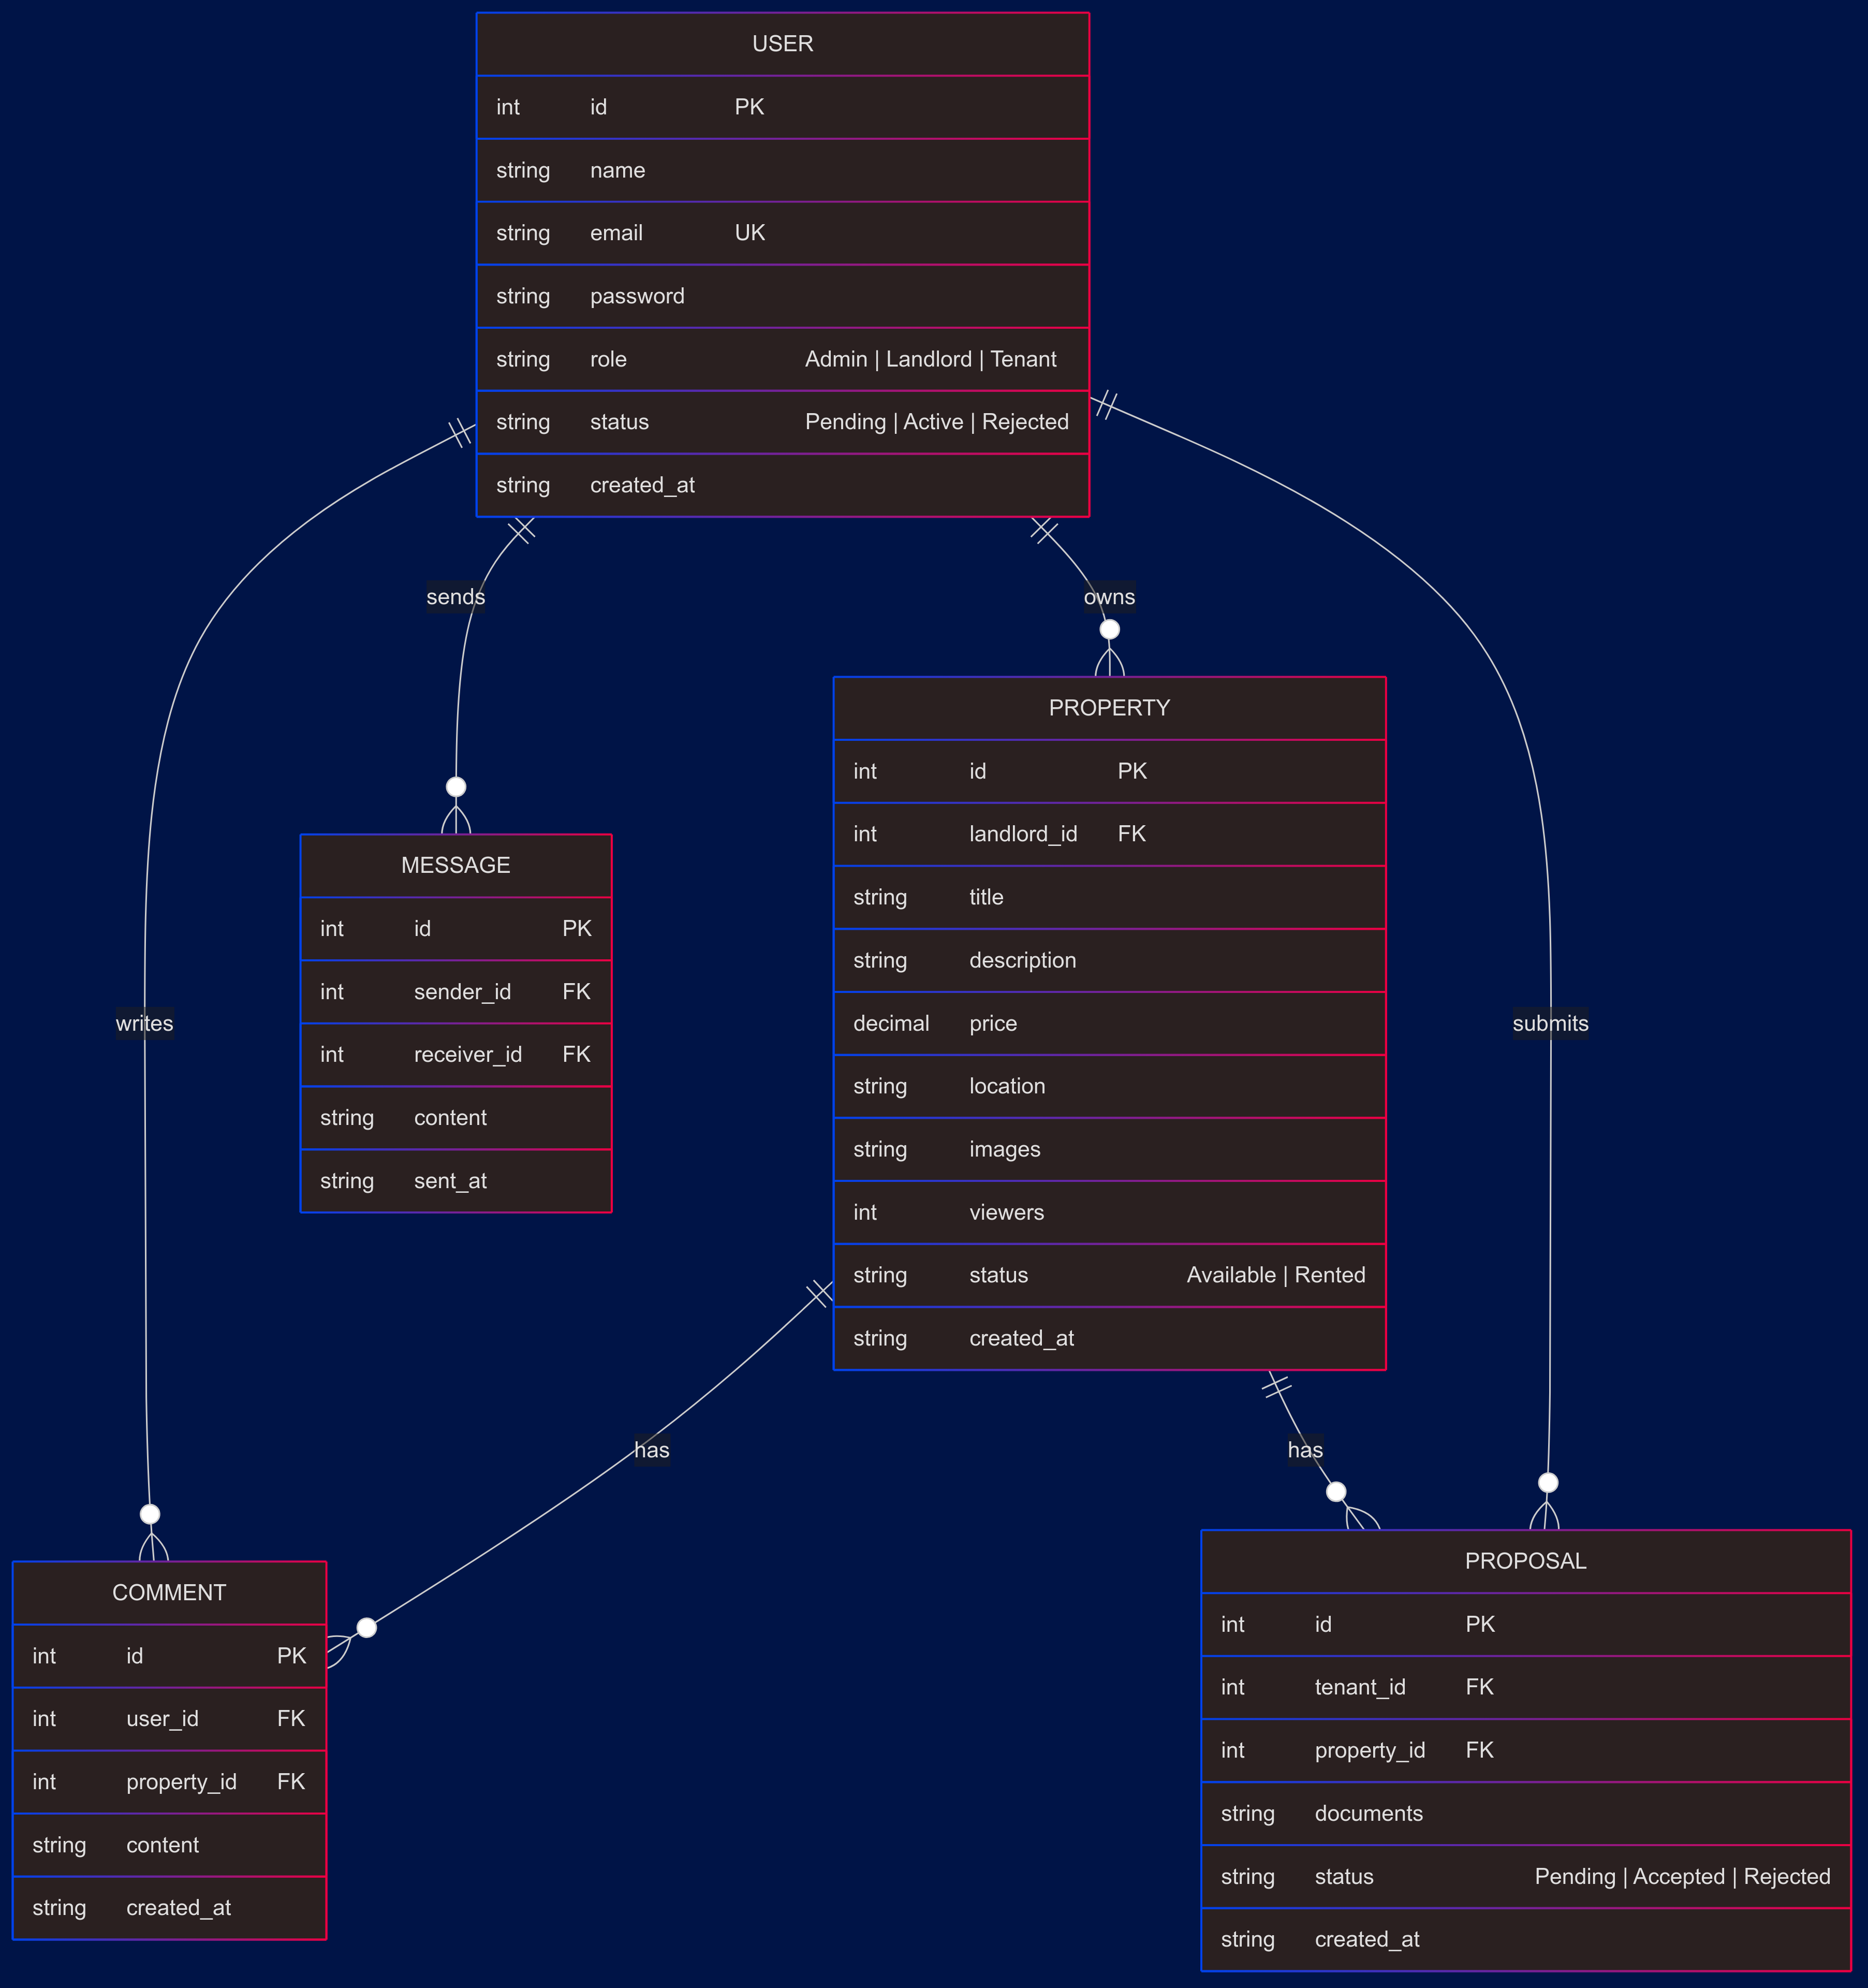 USER
int id PK
string name
string email UK
string password
string role Admin | Landlord | Tenant
string status Pending | Active | Rejected
string created_at
sends
owns
PROPERTY
int id PK
int landlord_id FK
string title
string description
decimal price
string location
string images
int viewers
string status Available | Rented
string created_at
MESSAGE
int id PK
int sender_id FK
int receiver_id FK
string content
string sent_at
writes
submits
has
has
COMMENT
int id PK
int user_id FK
int property_id FK
string content
string created_at
PROPOSAL
int id PK
int tenant_id FK
int property_id FK
string documents
string status Pending | Accepted | Rejected
string created_at